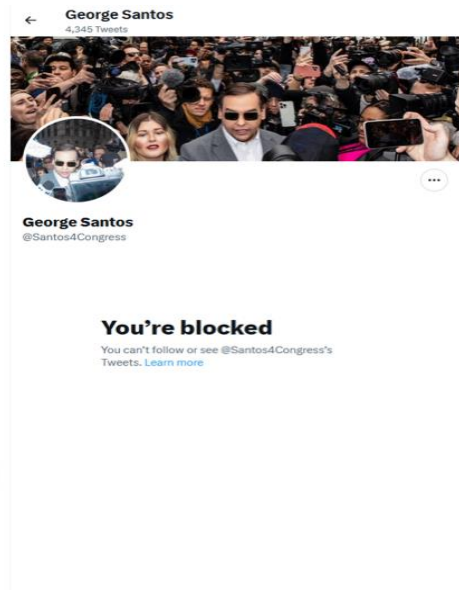 George Santos
4,345 Tweets
George Santos
@Santos4Congress
You’re blocked
You can’t follow or see @Santos4Congress’s
Tweets. Learn more